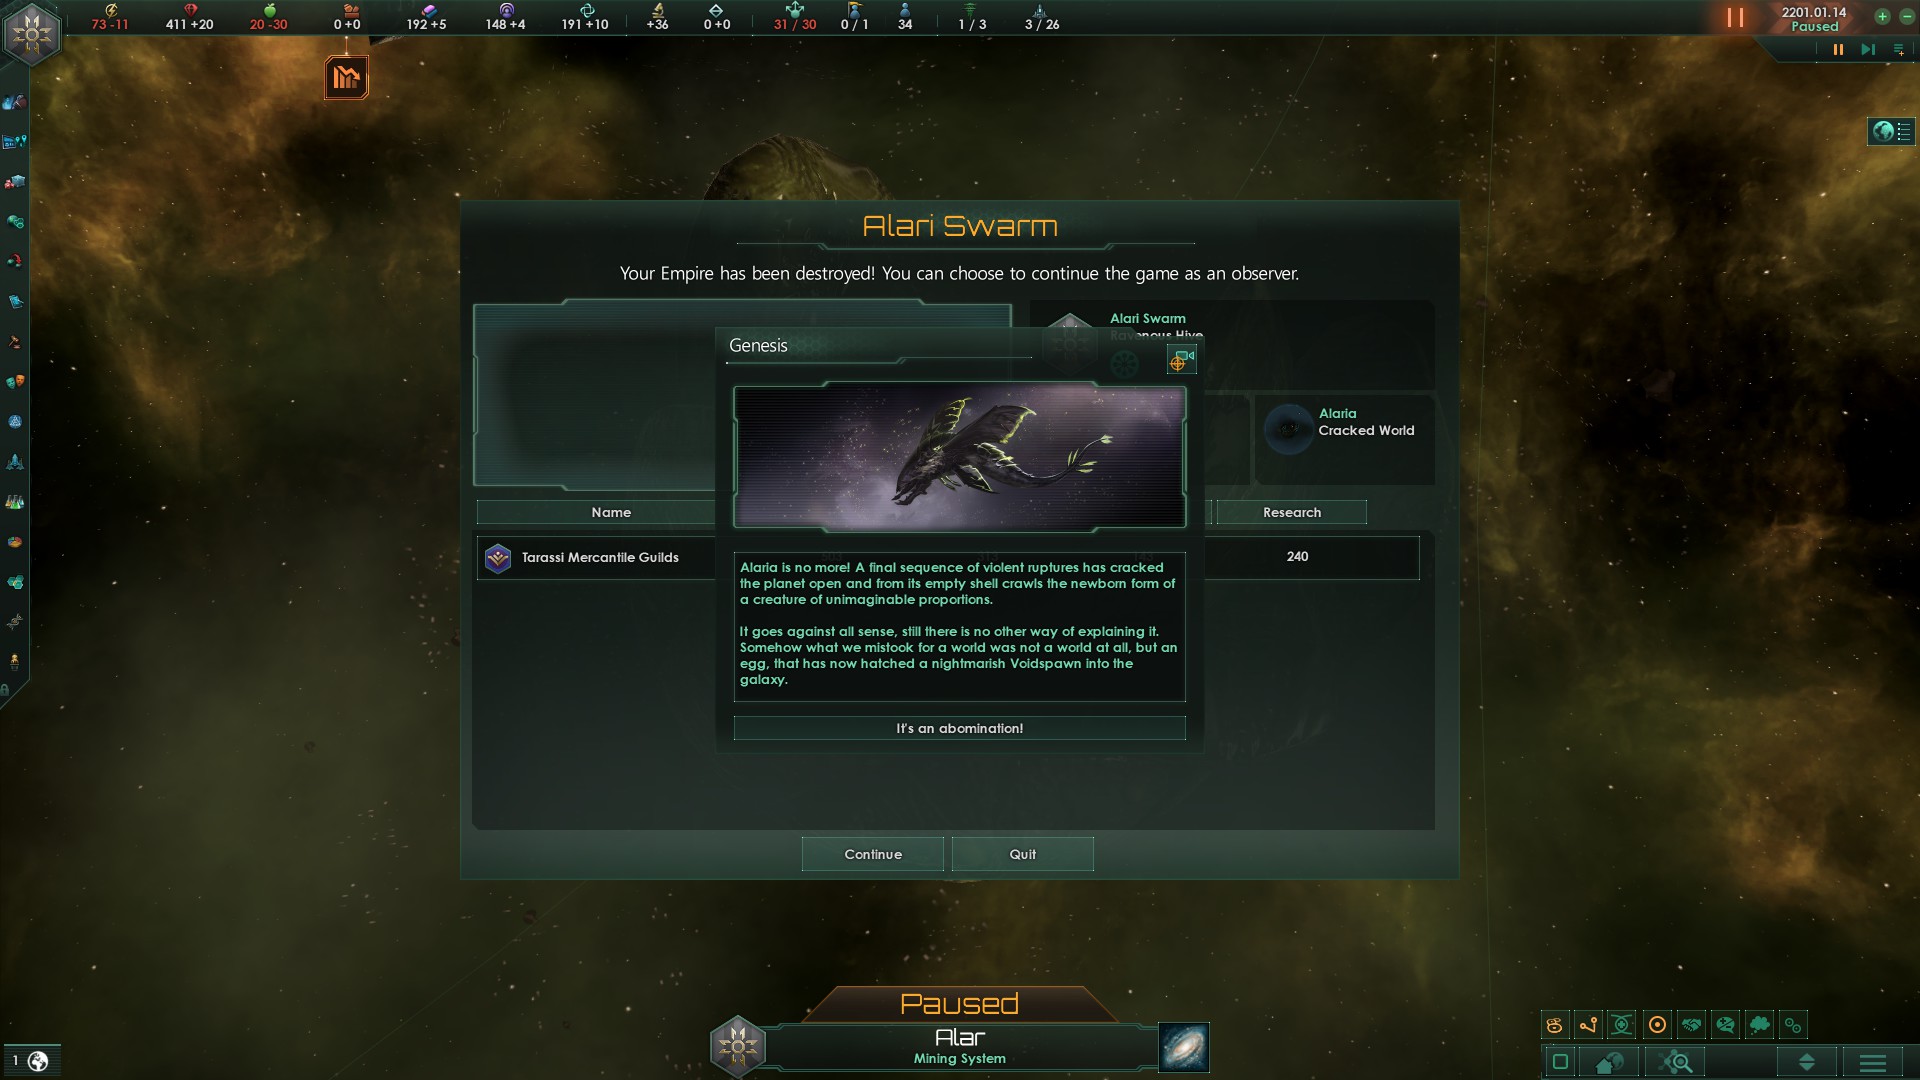 73 -11 411 +20 20 -30 0 +0 192 +5 148 +4 191 +10 +36 0 +0 31 / 30 0 / 1 34 1 / 3 3 / 26
2201.01.14
Paused
Alari Swarm
Your Empire has been destroyed! You can choose to continue the game as an observer.
Alari Swarm
Ravenous Hive
Genesis
Alaria
Cracked World
Name
Research
Tarassi Mercantile Guilds
240
Alaria is no more! A final sequence of violent ruptures has cracked
the planet open and from its empty shell crawls the newborn form of
a creature of unimaginable proportions.
It goes against all sense, still there is no other way of explaining it.
Somehow what we mistook for a world was not a world at all, but an
egg, that has now hatched a nightmarish Voidspawn into the
galaxy.
It's an abomination!
Continue
Quit
Paused
Alar
Mining System
1